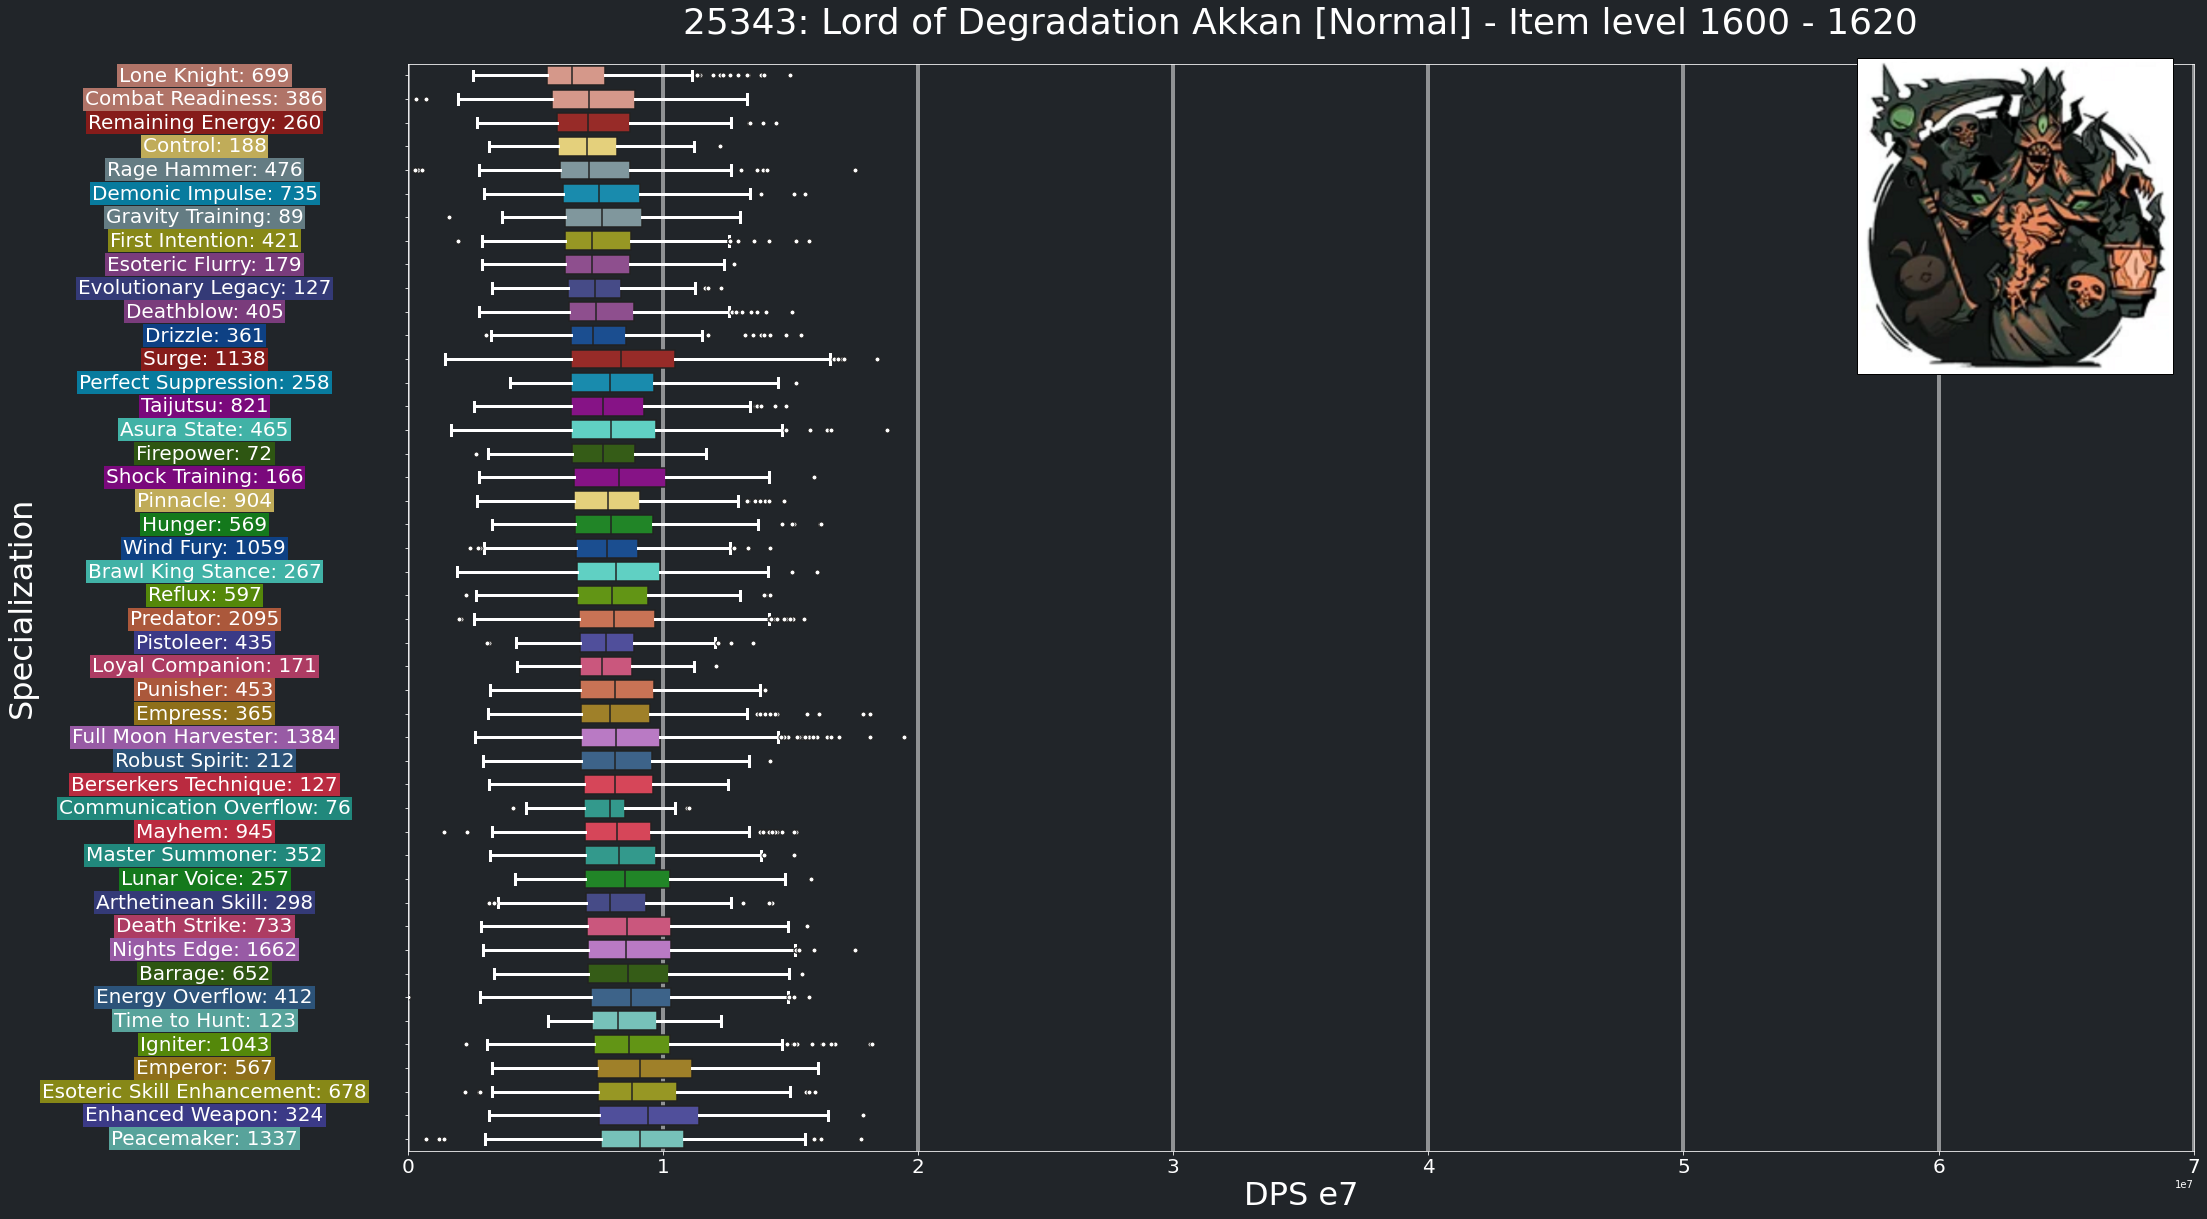 25343: Lord of Degradation Akkan [Normal] - Item level 1600 - 1620
Lone Knight: 699
Combat Readiness: 386
Remaining Energy: 260
Control: 188
Rage Hammer: 476
Demonic Impulse: 735
Gravity Training: 89
First Intention: 421
Esoteric Flurry: 179
Evolutionary Legacy: 127
Deathblow: 405
Drizzle: 361
Surge: 1138
Perfect Suppression: 258
Taijutsu: 821
Asura State: 465
Firepower: 72
Shock Training: 166
Pinnacle: 904
Hunger: 569
Wind Fury: 1059
Brawl King Stance: 267
Reflux: 597
Predator: 2095
Pistoleer: 435
Loyal Companion: 171
Punisher: 453
Empress: 365
Full Moon Harvester: 1384
Robust Spirit: 212
Berserkers Technique: 127
Communication Overflow: 76
Mayhem: 945
Master Summoner: 352
Lunar Voice: 257
Arthetinean Skill: 298
Death Strike: 733
Nights Edge: 1662
Barrage: 652
Energy Overflow: 412
Time to Hunt: 123
Igniter: 1043
Emperor: 567
Esoteric Skill Enhancement: 678
Enhanced Weapon: 324
Peacemaker: 1337
Specialization
0 1 2 3 4 5 6 7
1e7
DPS e7